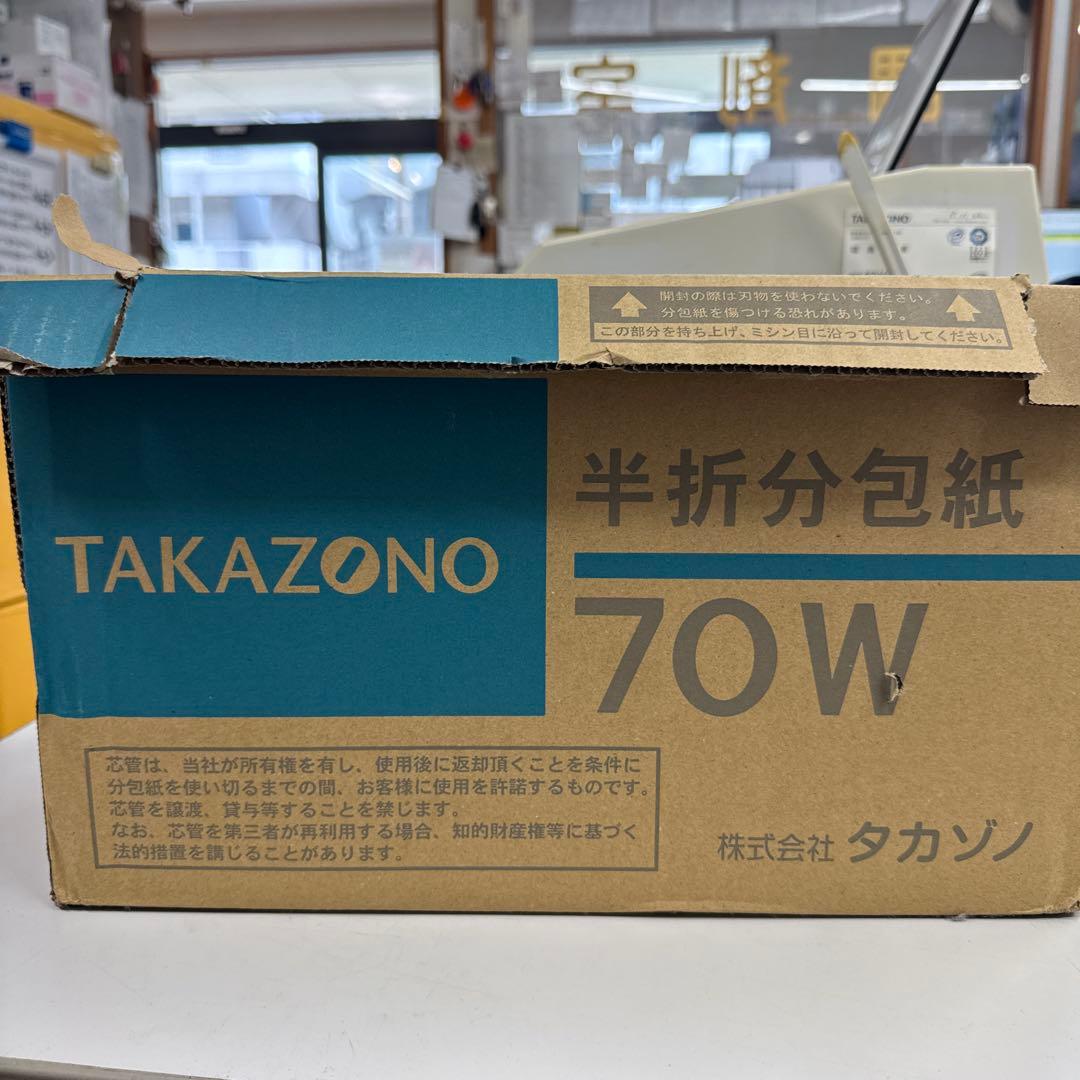 TAKAZONO
開封の際は刃物を使わないでください。
分包紙を傷つける恐れがあります。
この部分を持ち上げ、ミシン目に沿って開封してください。
半折分包紙
TAKAZONO
70W
芯管は、当社が所有権を有し、使用後に返却頂くことを条件に
分包紙を使い切るまでの間、お客様に使用を許諾するものです。
芯管を譲渡、貸与等することを禁じます。
なお、芯管を第三者が再利用する場合、知的財産権等に基づく
法的措置を講じることがあります。
株式会社 タカゾノ